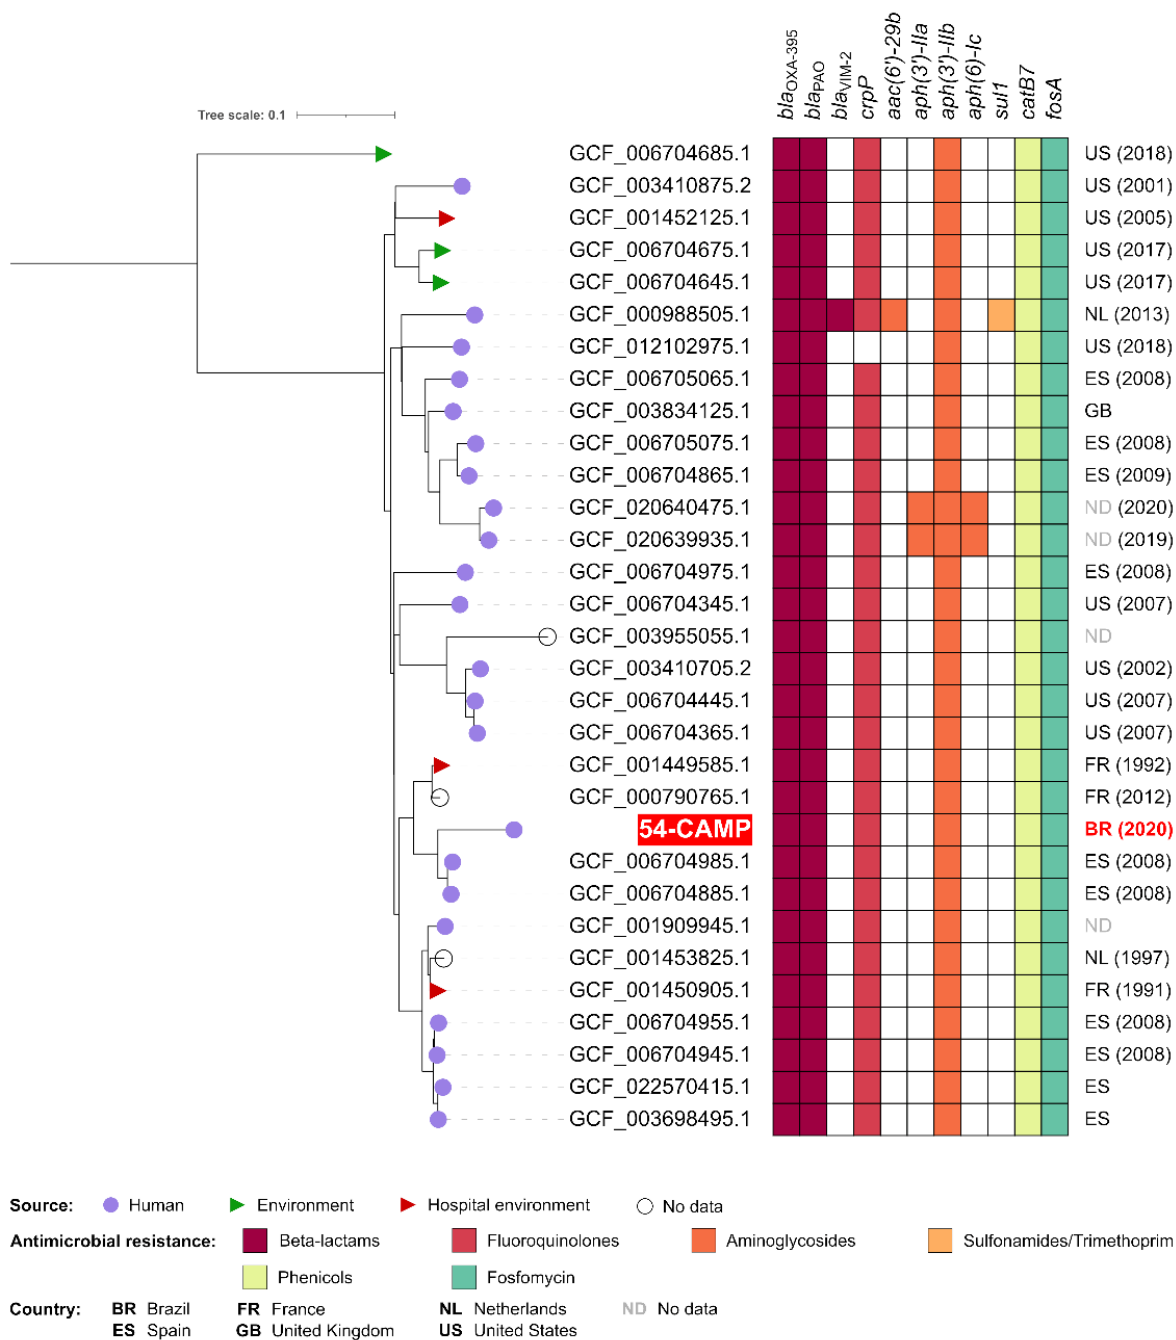 blaOXA-395 blaPAO blaVIM-2 crpP aac(6')-29b aph(3')-IIa aph(3')-IIb aph(6)-Ic sul1 catB7 fosA
Tree scale: 0.1
GCF_006704685.1 US (2018)
GCF_003410875.2 US (2001)
GCF_001452125.1 US (2005)
GCF_006704675.1 US (2017)
GCF_006704645.1 US (2017)
GCF_000988505.1 NL (2013)
GCF_012102975.1 US (2018)
GCF_006705065.1 ES (2008)
GCF_003834125.1 GB
GCF_006705075.1 ES (2008)
GCF_006704865.1 ES (2009)
GCF_020640475.1 ND (2020)
GCF_020639935.1 ND (2019)
GCF_006704975.1 ES (2008)
GCF_006704345.1 US (2007)
GCF_003955055.1 ND
GCF_003410705.2 US (2002)
GCF_006704445.1 US (2007)
GCF_006704365.1 US (2007)
GCF_001449585.1 FR (1992)
GCF_000790765.1 FR (2012)
54-CAMP BR (2020)
GCF_006704985.1 ES (2008)
GCF_006704885.1 ES (2008)
GCF_001909945.1 ND
GCF_001453825.1 NL (1997)
GCF_001450905.1 FR (1991)
GCF_006704955.1 ES (2008)
GCF_006704945.1 ES (2008)
GCF_022570415.1 ES
GCF_003698495.1 ES
Source: Human Environment Hospital environment No data
Antimicrobial resistance: Beta-lactams Fluoroquinolones Aminoglycosides Sulfonamides/Trimethoprim
Phenicols Fosfomycin
Country: BR Brazil FR France NL Netherlands ND No data
ES Spain GB United Kingdom US United States